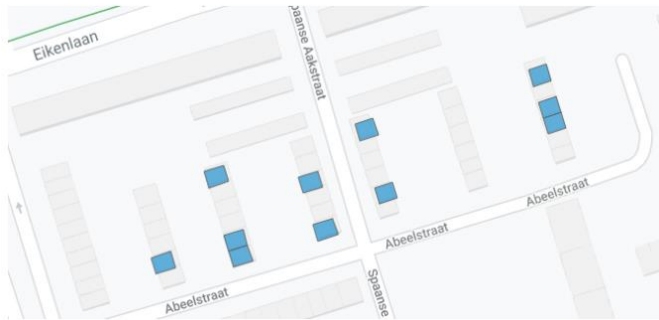 Eikenlaan
Spaanse Aakstraat
Abeelstraat
Abeelstraat
Abeelstraat
Spaanse